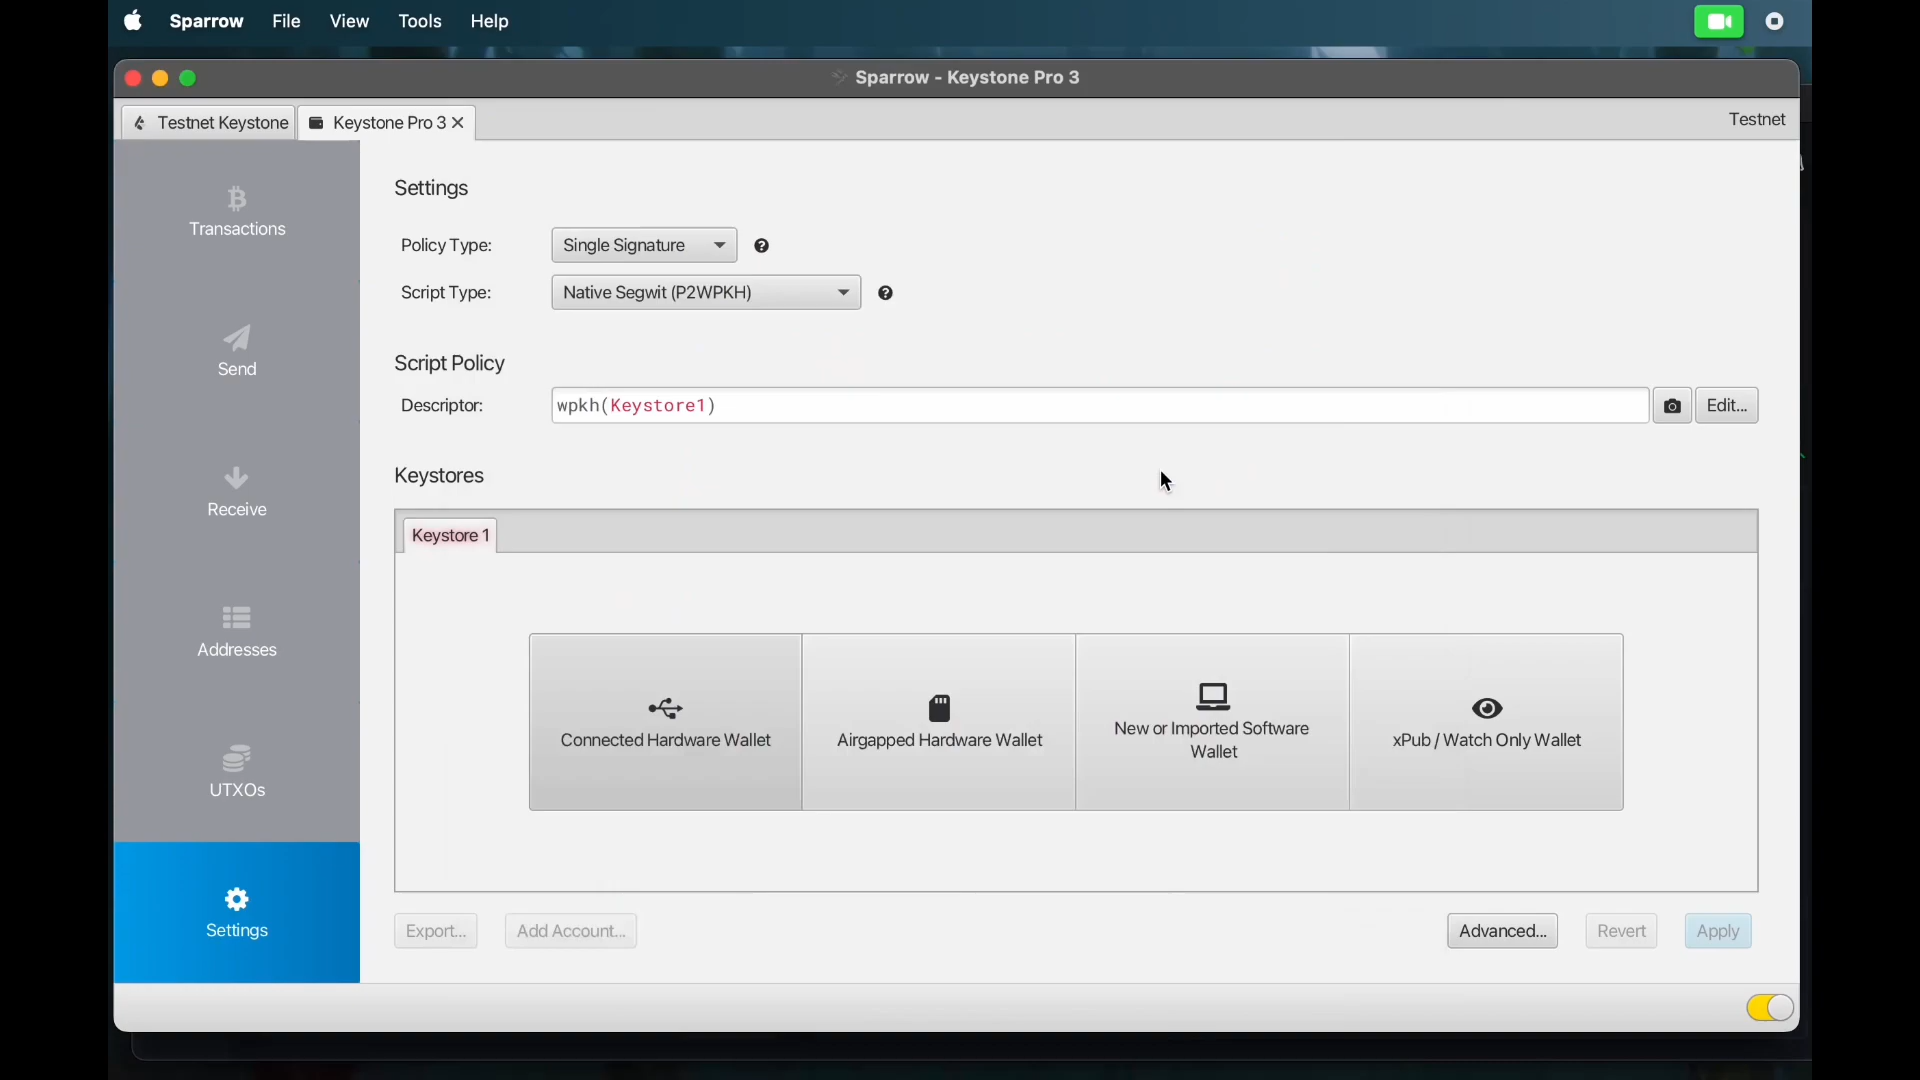 Sparrow File View Tools Help
Sparrow - Keystone Pro 3
Testnet Keystone Keystone Pro 3 Testnet
Transactions
Send
Receive
Addresses
UTXOs
Settings
Settings
Policy Type: Single Signature
Script Type: Native Segwit (P2WPKH)
Script Policy
Descriptor: wpkh(Keystore1) Edit...
Keystores
Keystore 1
Connected Hardware Wallet
Airgapped Hardware Wallet
New or Imported Software
Wallet
xPub / Watch Only Wallet
Export... Add Account... Advanced... Revert Apply